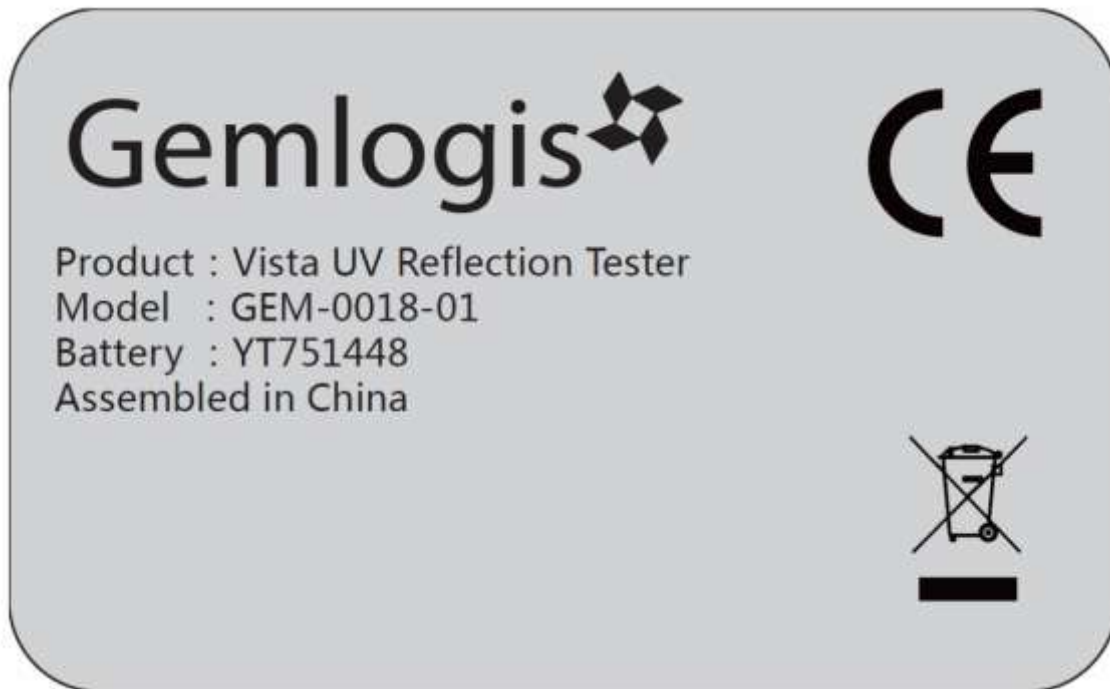 Gemlogis
CE
Product : Vista UV Reflection Tester
Model : GEM-0018-01
Battery : YT751448
Assembled in China